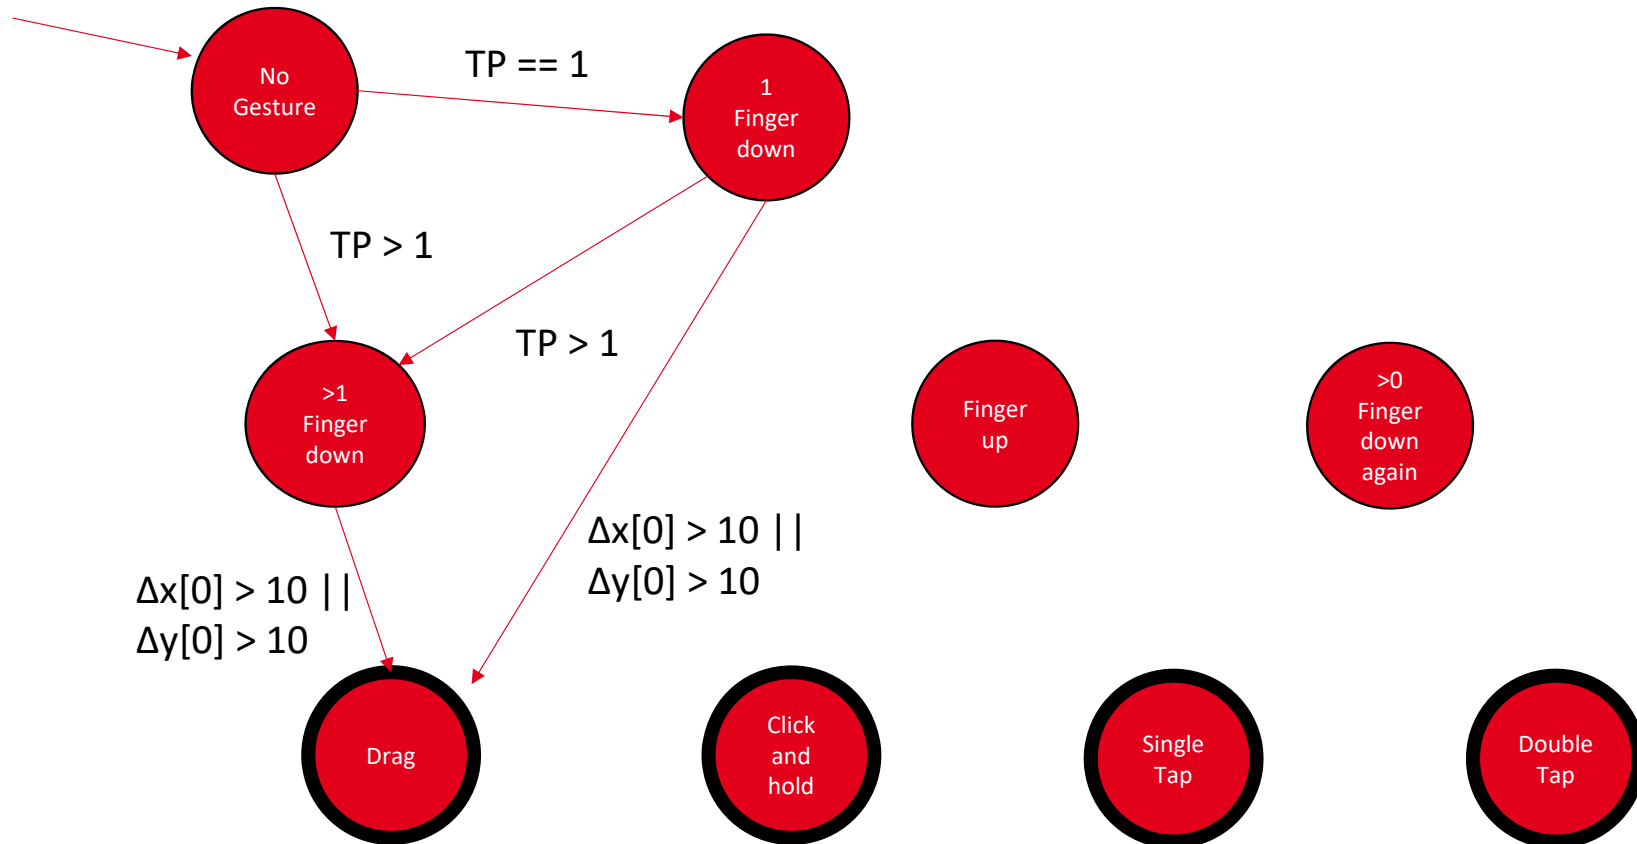 No
Gesture
TP == 1
1
Finger
down
TP > 1
TP > 1
>1
Finger
down
Finger
up
>0
Finger
down
again
Δx[0] > 10 ||
Δy[0] > 10
Δx[0] > 10 ||
Δy[0] > 10
Drag
Click
and
hold
Single
Tap
Double
Tap